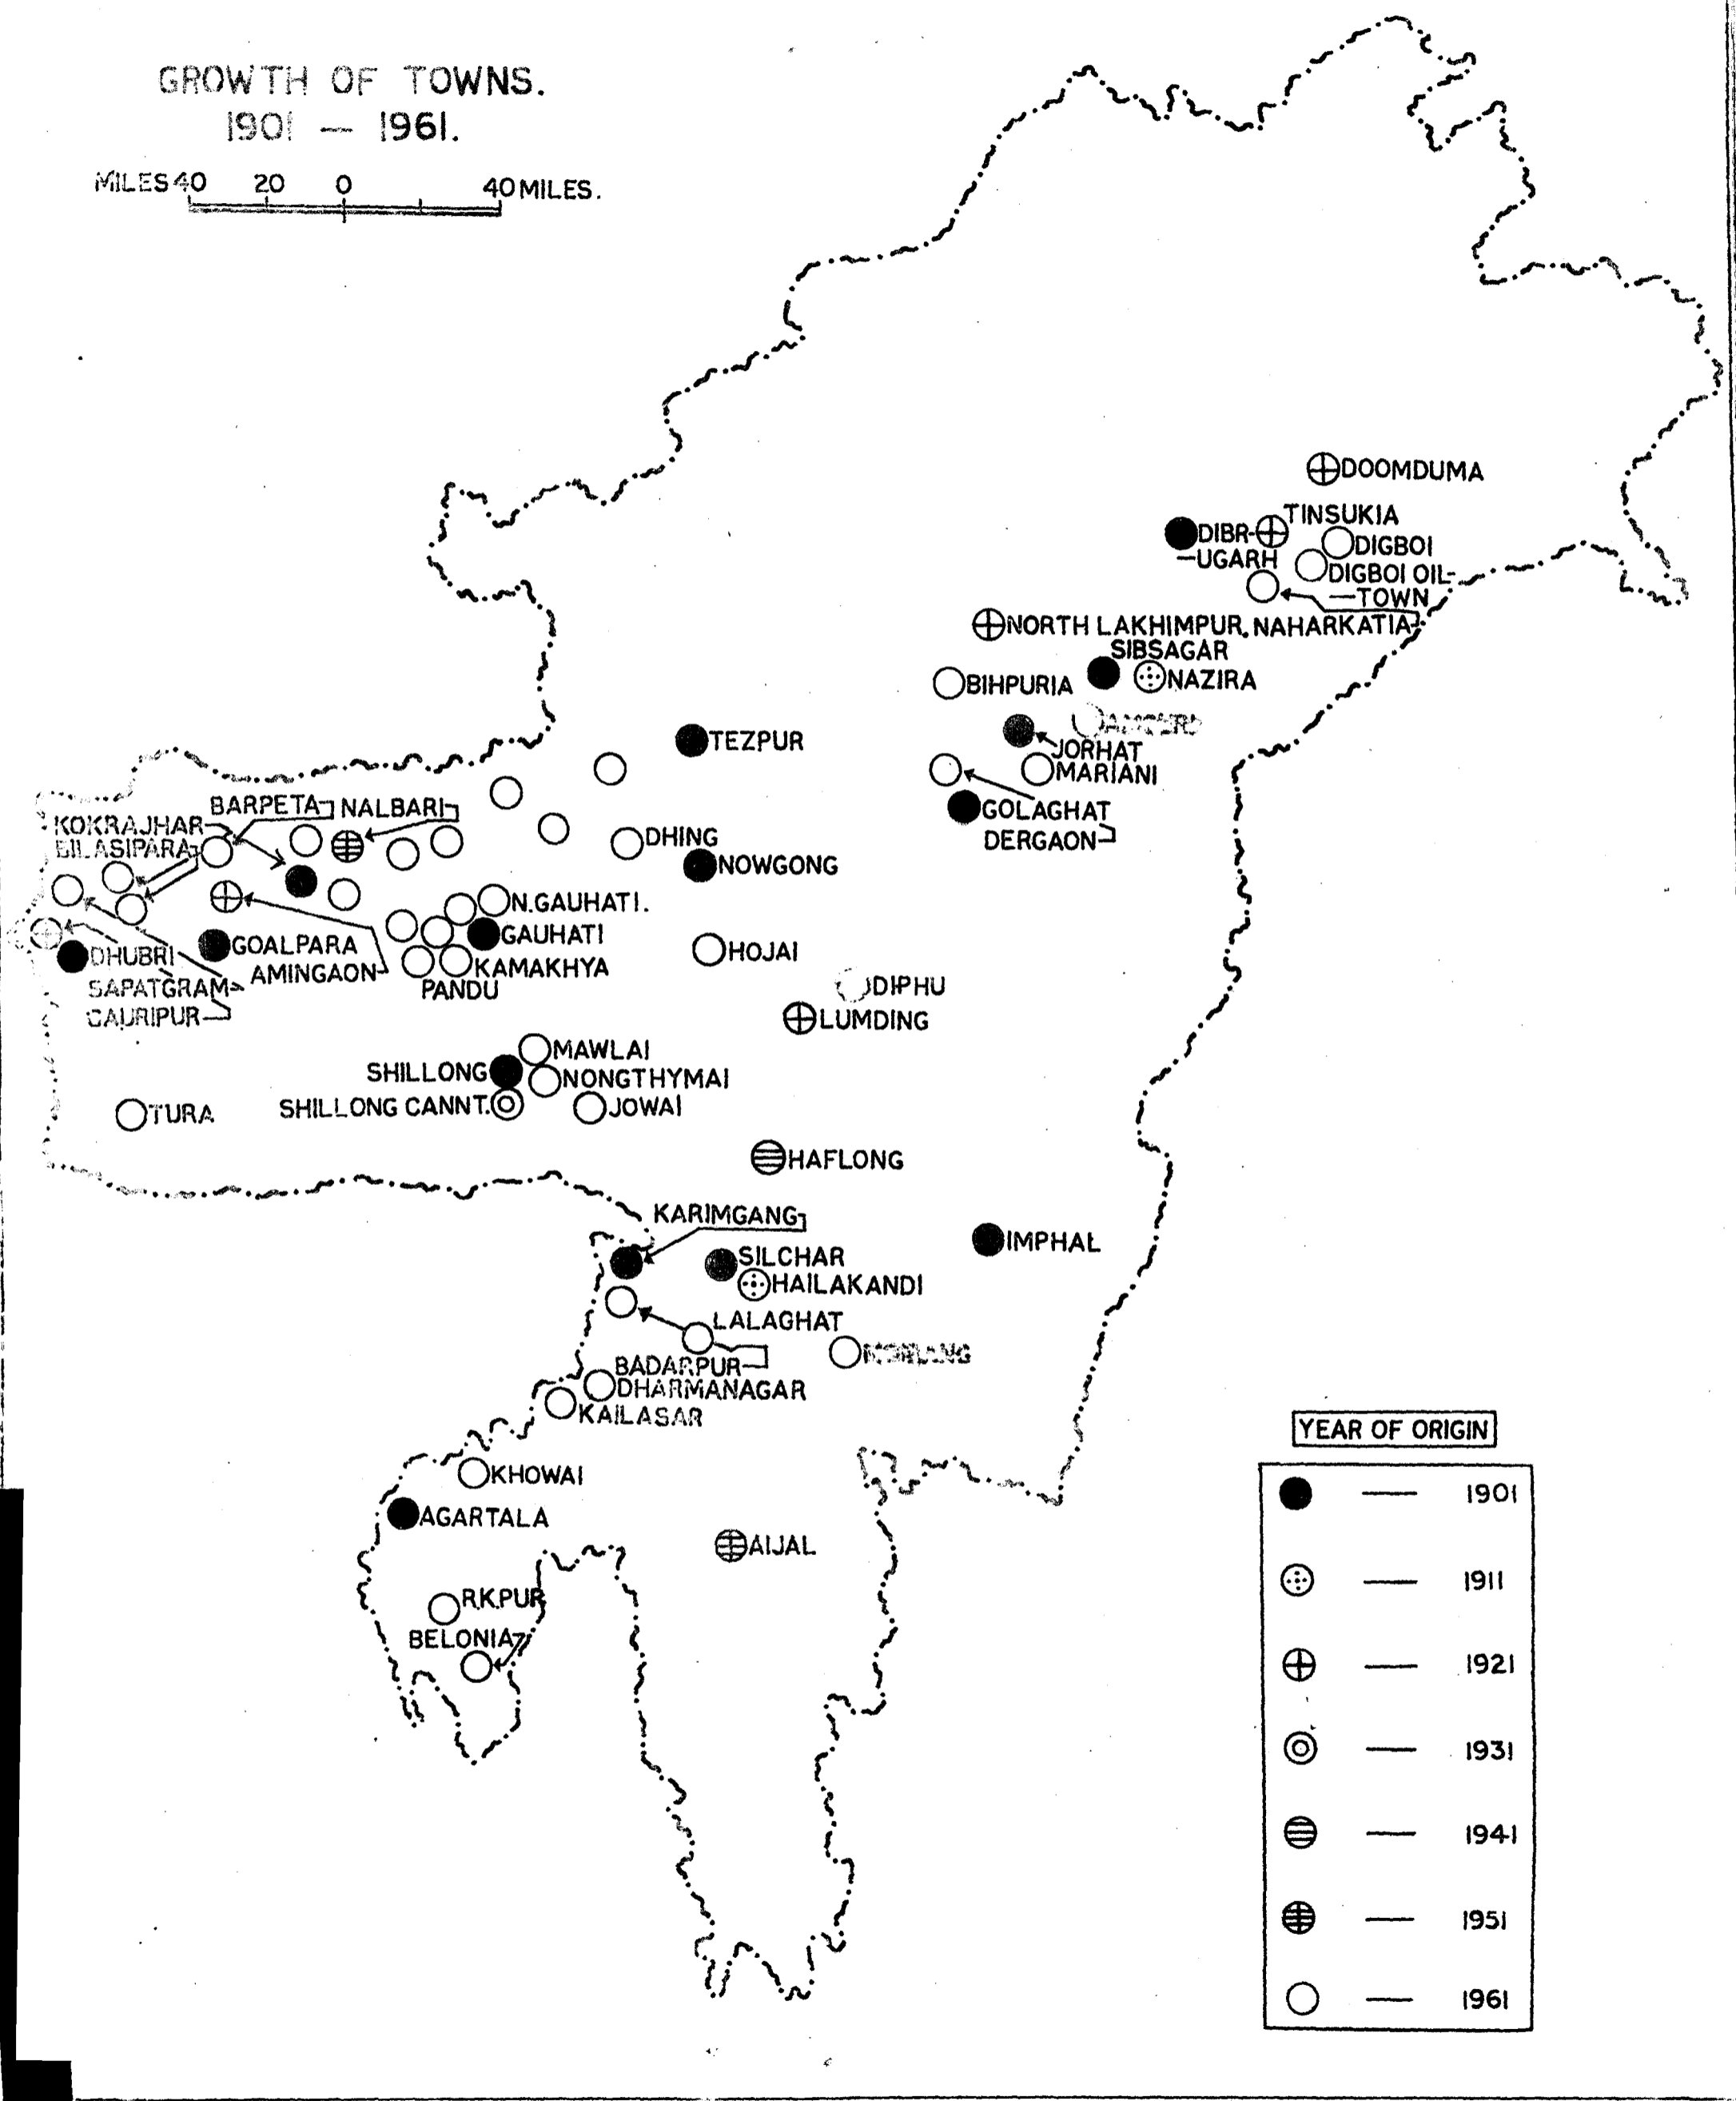 GROWTH OF TOWNS.
1901 — 1961.
MILES 40 20 0 40 MILES.
DOOMDUMA
TINSUKIA
DIBR-
-UGARH
DIGBOI
DIGBOI OIL-
-TOWN
NORTH LAKHIMPUR.
NAHARKATIA
SIBSAGAR
BIHPURIA
NAZIRA
TEZPUR
JORHAT
MARIANI
GOLAGHAT
DERGAON
BARPETA
NALBARI
KOKRAJHAR
BILASIPARA
DHING
NOWGONG
N.GAUHATI.
GAUHATI
DHUBRI
GOALPARA
AMINGAON
KAMAKHYA
PANDU
HOJAI
SAPATGRAM
GAURIPUR
DIPHU
LUMDING
MAWLAI
SHILLONG
NONGTHYMAI
SHILLONG CANNT.
JOWAI
TURA
HAFLONG
KARIMGANG
IMPHAL
SILCHAR
HAILAKANDI
LALAGHAT
BADARPUR
DHARMANAGAR
KAILASAR
KHOWAI
AGARTALA
AIJAL
R.K.PUR
BELONIA
YEAR OF ORIGIN
— 1901
— 1911
— 1921
— 1931
— 1941
— 1951
— 1961